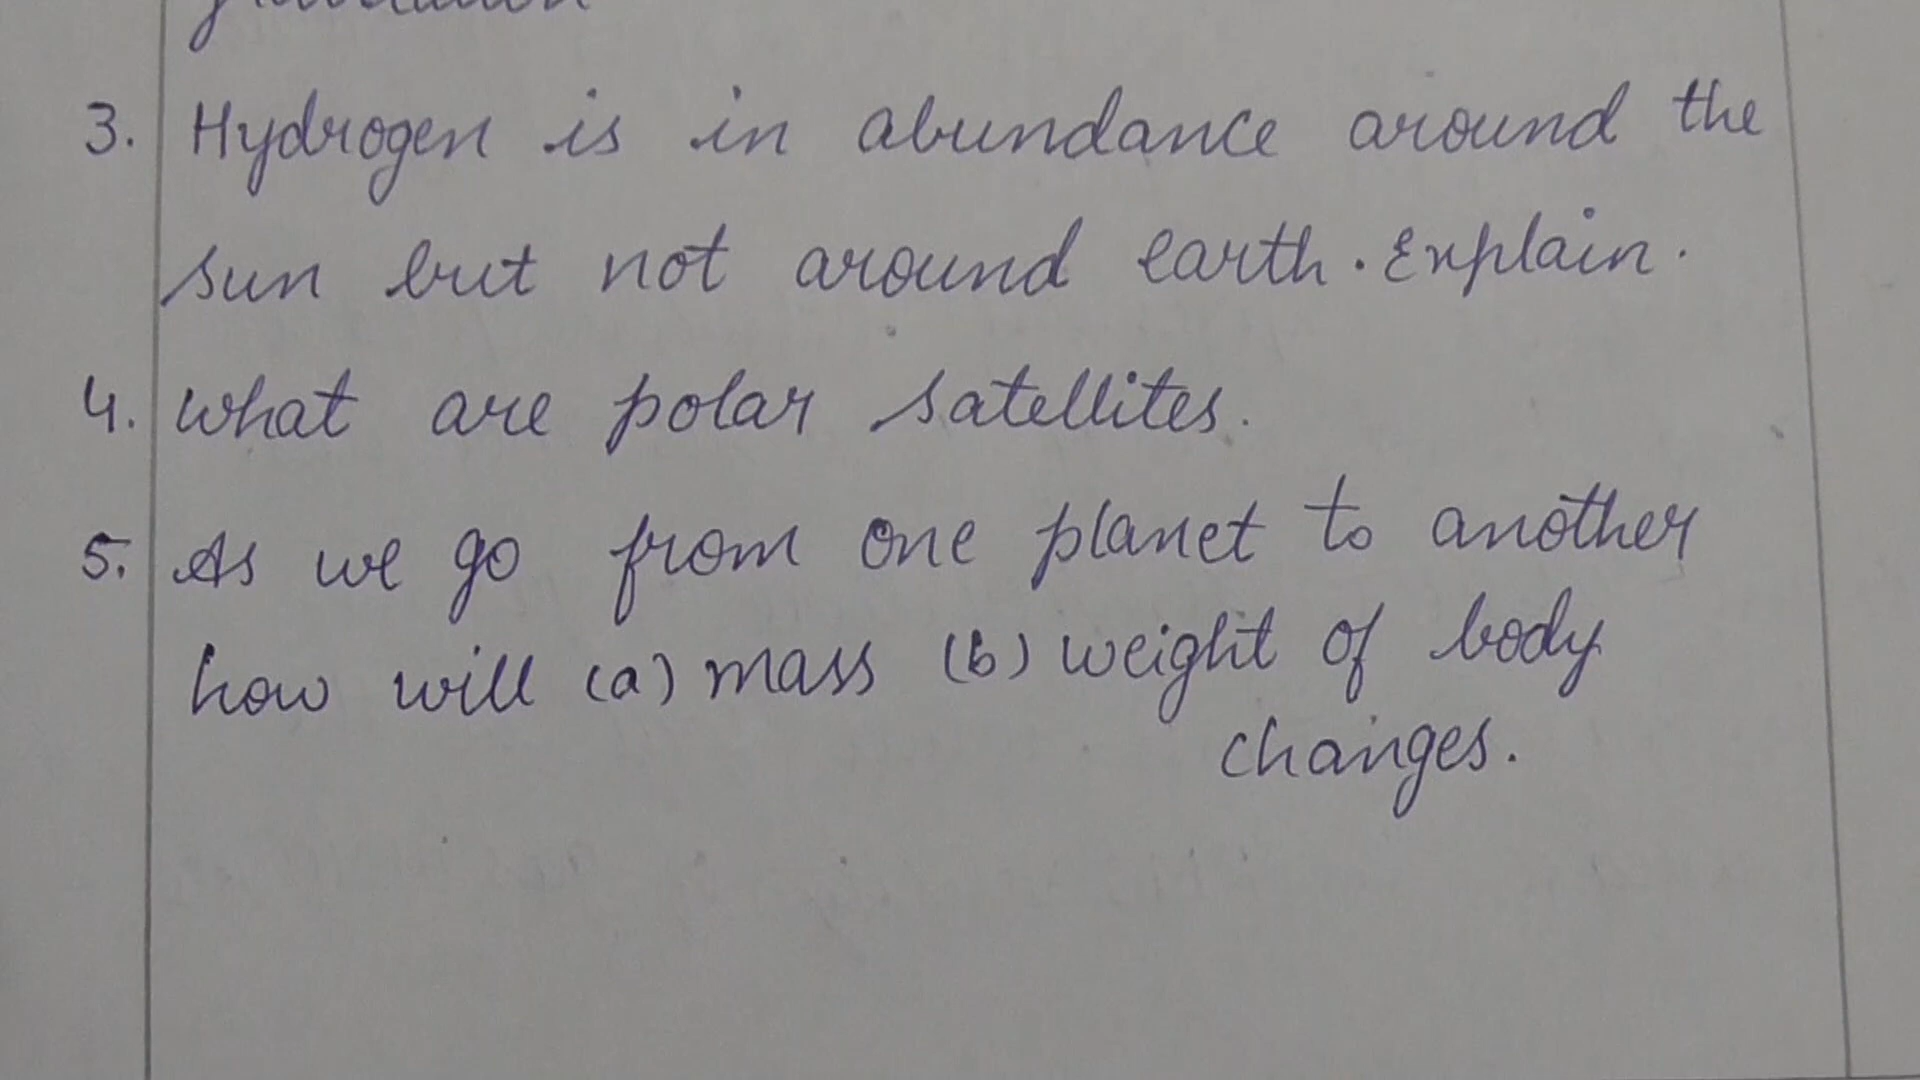 3. Hydrogen is in abundance around the
sun but not around earth. Explain.
4. What are polar satellites.
5. As we go from one planet to another
how will (a) mass (b) weight of body
changes.